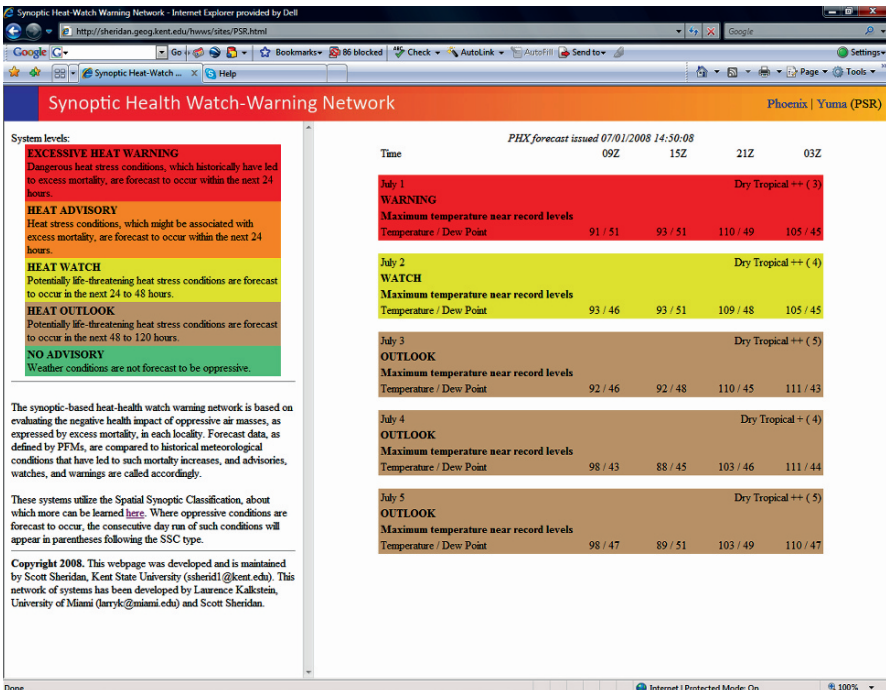 Synoptic Heat-Watch Warning Network - Internet Explorer provided by Dell
http://sheridan.geog.kent.edu/hwws/sites/PSR.html
Google
Google G Go Bookmarks 86 blocked Check AutoLink AutoFill Send to Settings
Synoptic Heat-Watch ... X Help Page Tools
Synoptic Health Watch-Warning Network
Phoenix | Yuma (PSR)
System levels:
EXCESSIVE HEAT WARNING
Dangerous heat stress conditions, which historically have led
to excess mortality, are forecast to occur within the next 24
hours.
HEAT ADVISORY
Heat stress conditions, which might be associated with
excess mortality, are forecast to occur within the next 24
hours.
HEAT WATCH
Potentially life-threatening heat stress conditions are forecast
to occur in the next 24 to 48 hours.
HEAT OUTLOOK
Potentially life-threatening heat stress conditions are forecast
to occur in the next 48 to 120 hours.
NO ADVISORY
Weather conditions are not forecast to be oppressive.
The synoptic-based heat-health watch warning network is based on
evaluating the negative health impact of oppressive air masses, as
expressed by excess mortality, in each locality. Forecast data, as
defined by PFMs, are compared to historical meteorological
conditions that have led to such mortalty increases, and advisories,
watches, and warnings are called accordingly.
These systems utilize the Spatial Synoptic Classification, about
which more can be learned here. Where oppressive conditions are
forecast to occur, the consecutive day run of such conditions will
appear in parentheses following the SSC type.
Copyright 2008. This webpage was developed and is maintained
by Scott Sheridan, Kent State University (ssherid1@kent.edu). This
network of systems has been developed by Laurence Kalkstein,
University of Miami (larryk@miami.edu) and Scott Sheridan.
PHX forecast issued 07/01/2008 14:50:08
Time 09Z 15Z 21Z 03Z
July 1 Dry Tropical ++ ( 3)
WARNING
Maximum temperature near record levels
Temperature / Dew Point 91 / 51 93 / 51 110 / 49 105 / 45
July 2 Dry Tropical ++ ( 4)
WATCH
Maximum temperature near record levels
Temperature / Dew Point 93 / 46 93 / 51 109 / 48 105 / 45
July 3 Dry Tropical ++ ( 5)
OUTLOOK
Maximum temperature near record levels
Temperature / Dew Point 92 / 46 92 / 48 110 / 45 111 / 43
July 4 Dry Tropical + ( 4)
OUTLOOK
Maximum temperature near record levels
Temperature / Dew Point 98 / 43 88 / 45 103 / 46 111 / 44
July 5 Dry Tropical ++ ( 5)
OUTLOOK
Maximum temperature near record levels
Temperature / Dew Point 98 / 47 89 / 51 103 / 49 110 / 47
Done Internet | Protected Mode: On 100%